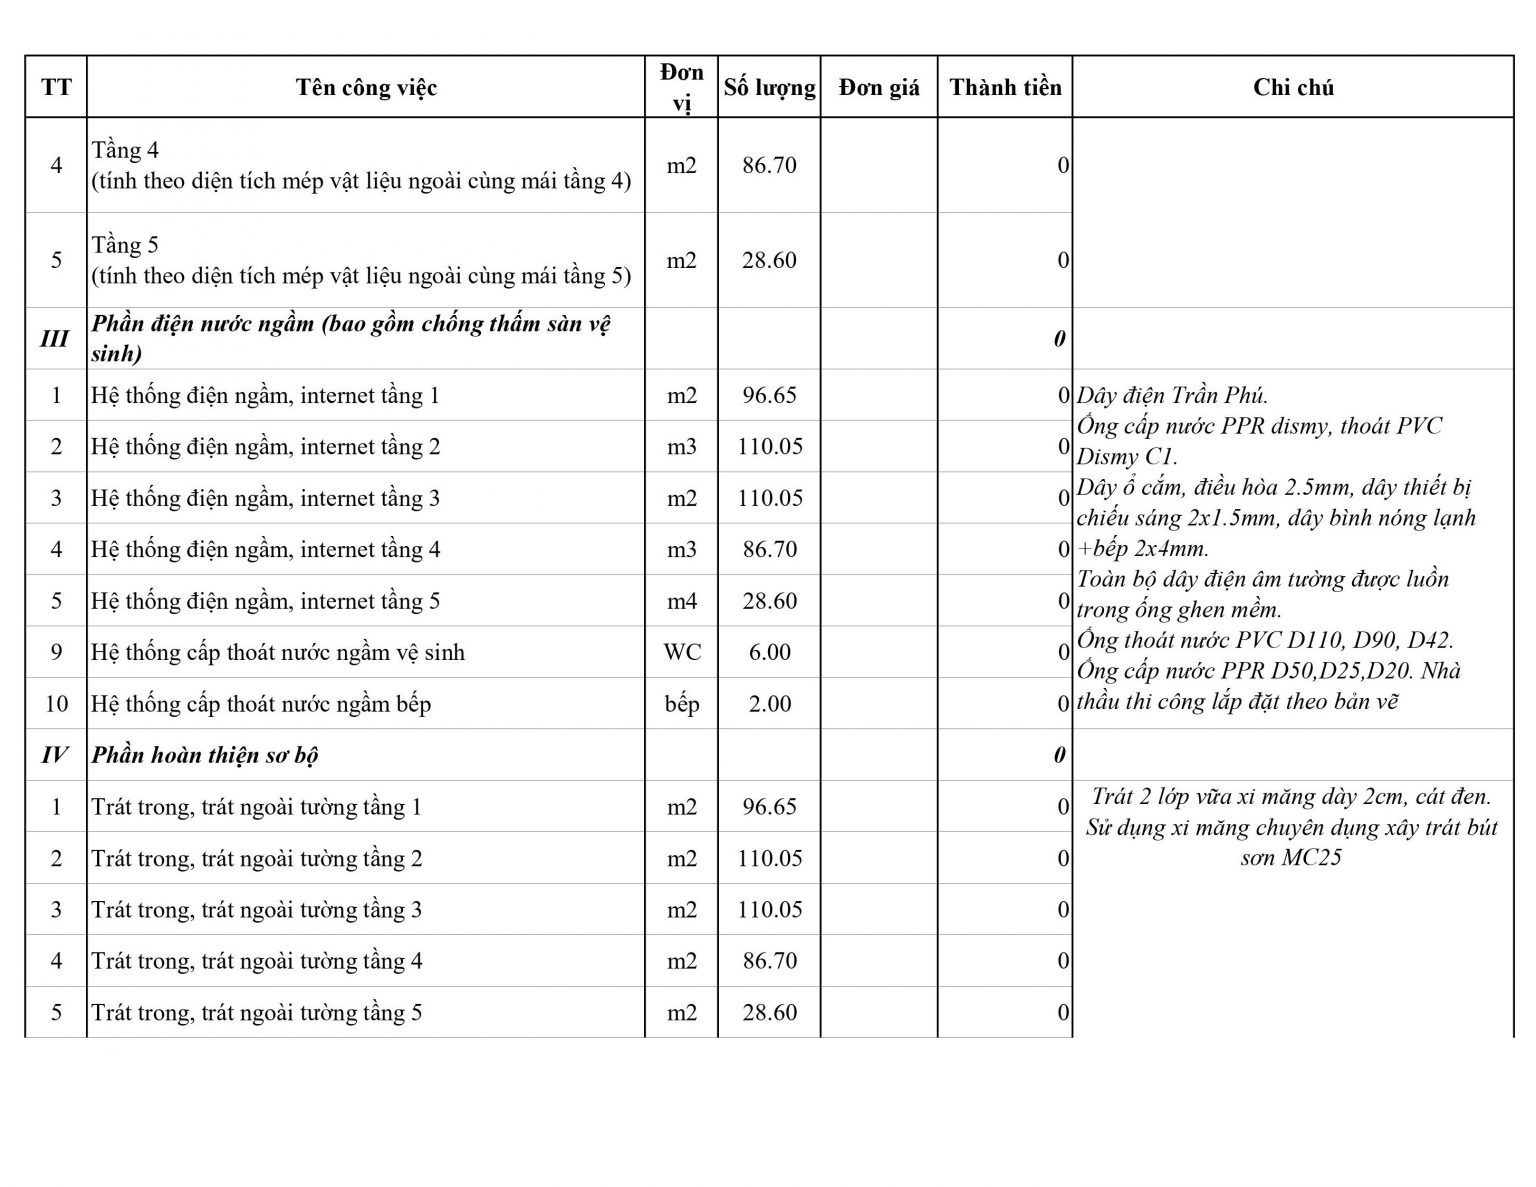 TT Tên công việc Đơn vị Số lượng Đơn giá Thành tiền Chi chú
4 Tầng 4 m2 86.70 0
(tính theo diện tích mép vật liệu ngoài cùng mái tầng 4)
5 Tầng 5 m2 28.60 0
(tính theo diện tích mép vật liệu ngoài cùng mái tầng 5)
III Phần điện nước ngầm (bao gồm chống thấm sàn vệ 0
sinh)
1 Hệ thống điện ngầm, internet tầng 1 m2 96.65 0
2 Hệ thống điện ngầm, internet tầng 2 m3 110.05 0
3 Hệ thống điện ngầm, internet tầng 3 m2 110.05 0
4 Hệ thống điện ngầm, internet tầng 4 m3 86.70 0
5 Hệ thống điện ngầm, internet tầng 5 m4 28.60 0
9 Hệ thống cấp thoát nước ngầm vệ sinh WC 6.00 0
10 Hệ thống cấp thoát nước ngầm bếp bếp 2.00 0
Dây điện Trần Phú.
Ống cấp nước PPR dismy, thoát PVC
Dismy C1.
Dây ổ cắm, điều hòa 2.5mm, dây thiết bị
chiếu sáng 2x1.5mm, dây bình nóng lạnh
+bếp 2x4mm.
Toàn bộ dây điện âm tường được luồn
trong ống ghen mềm.
Ống thoát nước PVC D110, D90, D42.
Ống cấp nước PPR D50,D25,D20. Nhà
thầu thi công lắp đặt theo bản vẽ
IV Phần hoàn thiện sơ bộ 0
1 Trát trong, trát ngoài tường tầng 1 m2 96.65 0
2 Trát trong, trát ngoài tường tầng 2 m2 110.05 0
3 Trát trong, trát ngoài tường tầng 3 m2 110.05 0
4 Trát trong, trát ngoài tường tầng 4 m2 86.70 0
5 Trát trong, trát ngoài tường tầng 5 m2 28.60 0
Trát 2 lớp vữa xi măng dày 2cm, cát đen.
Sử dụng xi măng chuyên dụng xây trát bút
sơn MC25